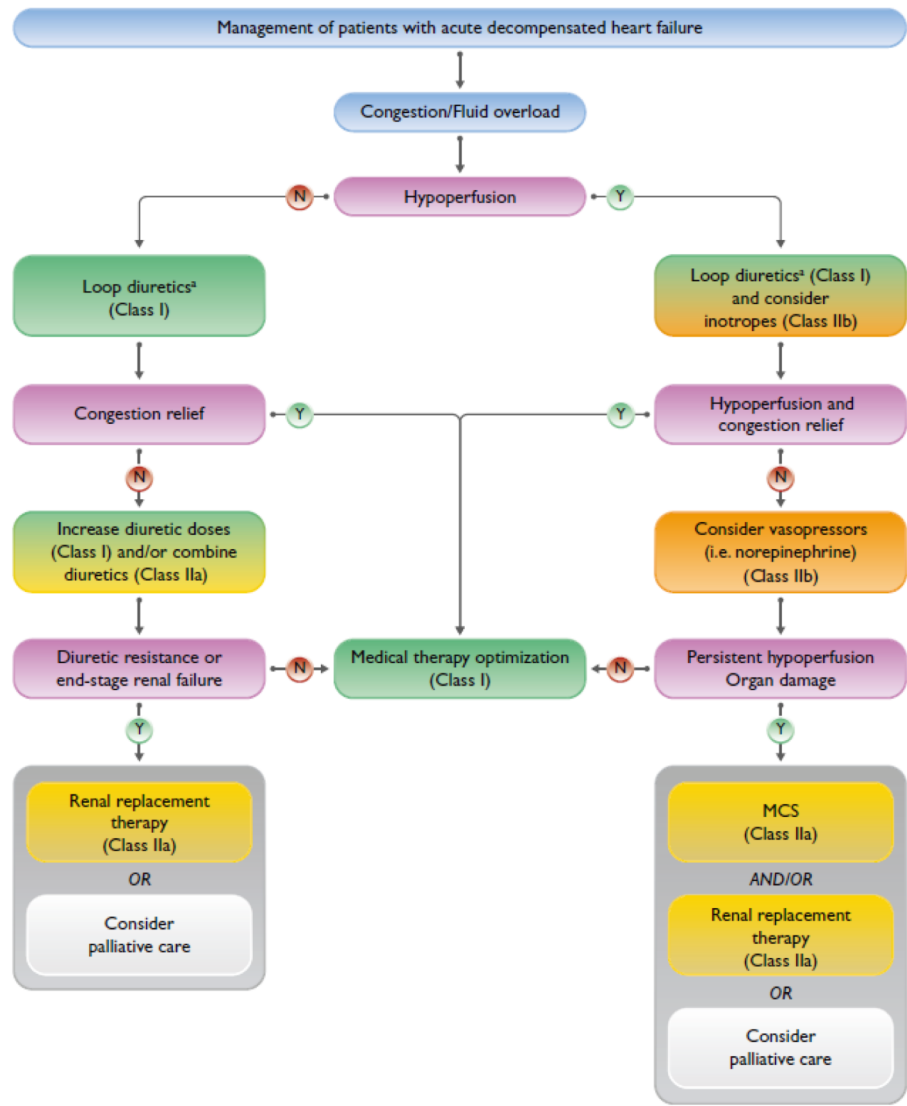 Management of patients with acute decompensated heart failure
Congestion/Fluid overload
N
Hypoperfusion
Y
Loop diureticsᵃ
(Class I)
Loop diureticsᵃ (Class I)
and consider
inotropes (Class IIb)
Congestion relief
Y
Y
Hypoperfusion and
congestion relief
N
N
Increase diuretic doses
(Class I) and/or combine
diuretics (Class IIa)
Consider vasopressors
(i.e. norepinephrine)
(Class IIb)
Diuretic resistance or
end-stage renal failure
N
Medical therapy optimization
(Class I)
N
Persistent hypoperfusion
Organ damage
Y
Y
Renal replacement
therapy
(Class IIa)
OR
Consider
palliative care
MCS
(Class IIa)
AND/OR
Renal replacement
therapy
(Class IIa)
OR
Consider
palliative care